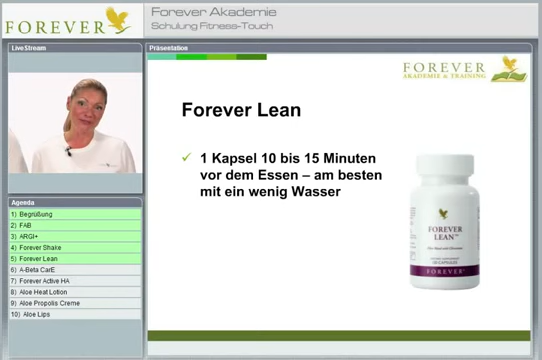 FOREVER
Forever Akademie
Schulung Fitness-Touch
LiveStream
Präsentation
FOREVER
AKADEMIE & TRAINING
Forever Lean
✓ 1 Kapsel 10 bis 15 Minuten
vor dem Essen – am besten
mit ein wenig Wasser
FOREVER
LEAN™
FOREVER
Agenda
1) Begrüßung
2) FAB
3) ARGI+
4) Forever Shake
5) Forever Lean
6) A-Beta CarE
7) Forever Active HA
8) Aloe Heat Lotion
9) Aloe Propolis Creme
10) Aloe Lips